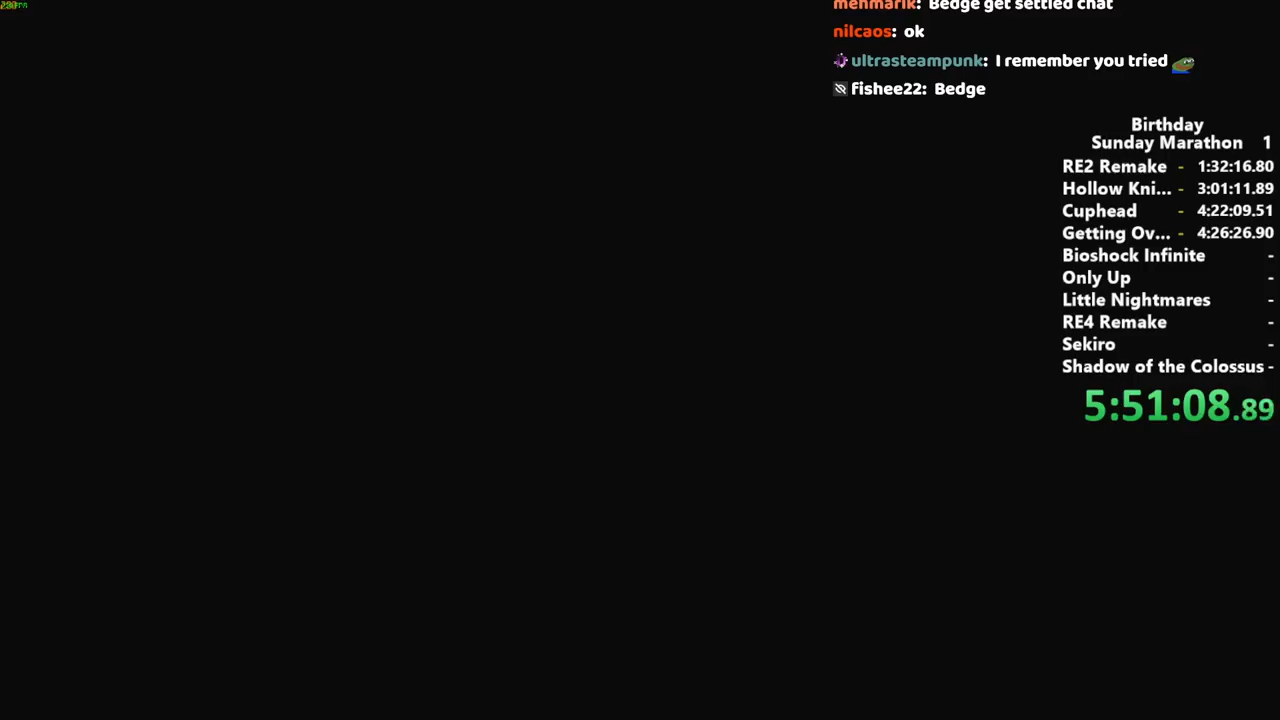 menmarik: Bedge get settled chat
nilcaos: ok
ultrasteampunk: I remember you tried
fishee22: Bedge
Birthday
Sunday Marathon 1
RE2 Remake - 1:32:16.80
Hollow Kni... - 3:01:11.89
Cuphead - 4:22:09.51
Getting Ov... - 4:26:26.90
Bioshock Infinite -
Only Up -
Little Nightmares -
RE4 Remake -
Sekiro -
Shadow of the Colossus -
5:51:08.89